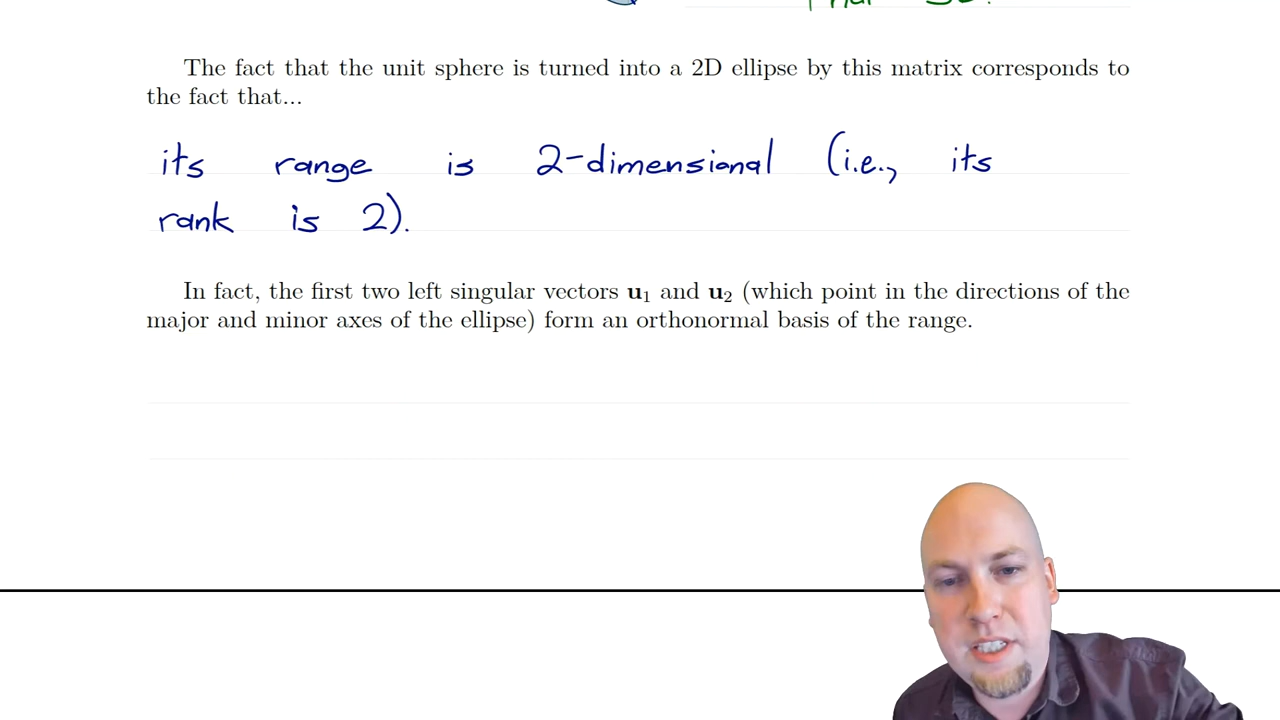 The fact that the unit sphere is turned into a 2D ellipse by this matrix corresponds to
the fact that...
its range is 2-dimensional (i.e., its
rank is 2).
In fact, the first two left singular vectors u₁ and u₂ (which point in the directions of the
major and minor axes of the ellipse) form an orthonormal basis of the range.